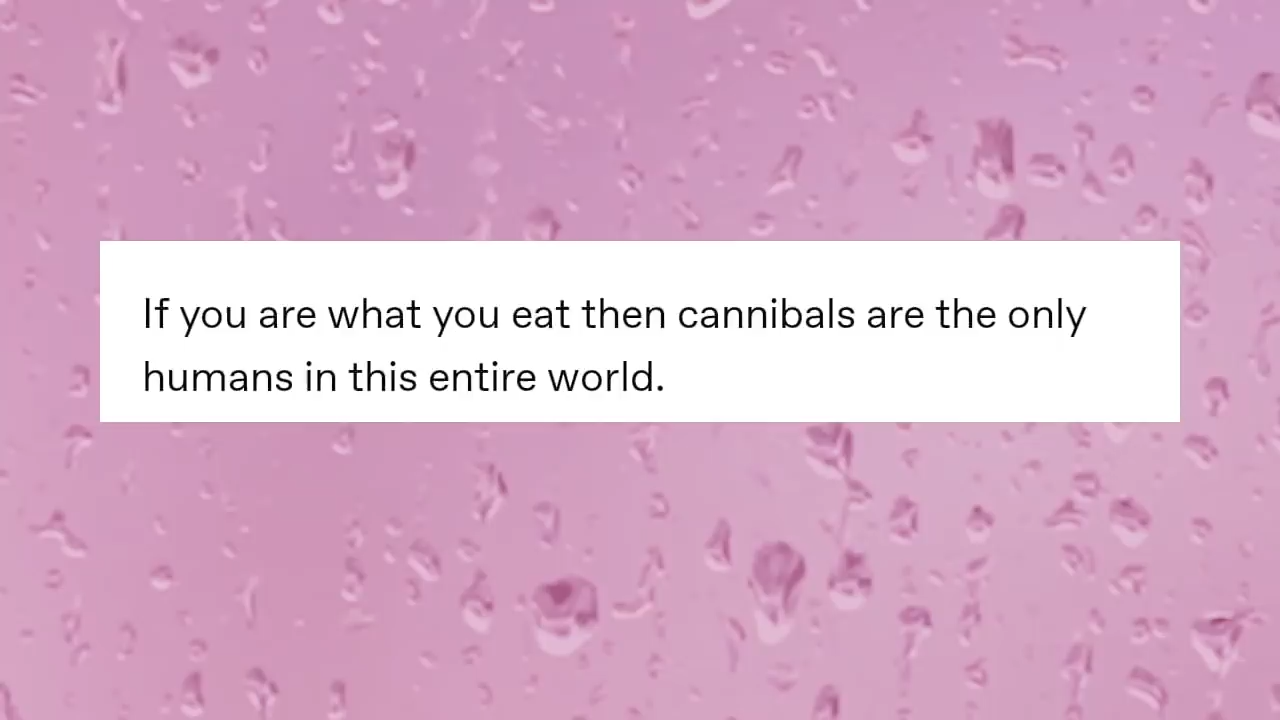 If you are what you eat then cannibals are the only
humans in this entire world.